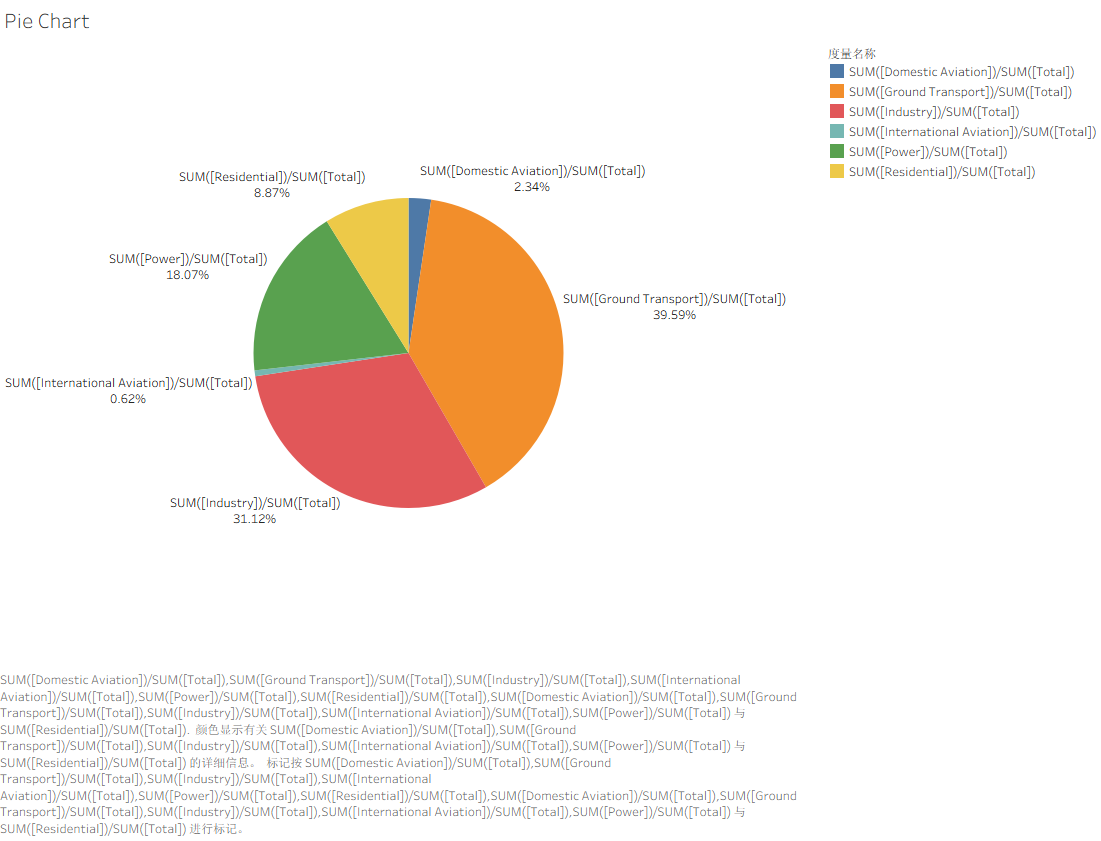 Pie Chart
度量名称
SUM([Domestic Aviation])/SUM([Total])
SUM([Ground Transport])/SUM([Total])
SUM([Industry])/SUM([Total])
SUM([International Aviation])/SUM([Total])
SUM([Power])/SUM([Total])
SUM([Residential])/SUM([Total])
SUM([Residential])/SUM([Total])
8.87%
SUM([Domestic Aviation])/SUM([Total])
2.34%
SUM([Power])/SUM([Total])
18.07%
SUM([Ground Transport])/SUM([Total])
39.59%
SUM([International Aviation])/SUM([Total])
0.62%
SUM([Industry])/SUM([Total])
31.12%
SUM([Domestic Aviation])/SUM([Total]),SUM([Ground Transport])/SUM([Total]),SUM([Industry])/SUM([Total]),SUM([International
Aviation])/SUM([Total]),SUM([Power])/SUM([Total]),SUM([Residential])/SUM([Total]),SUM([Domestic Aviation])/SUM([Total]),SUM([Ground
Transport])/SUM([Total]),SUM([Industry])/SUM([Total]),SUM([International Aviation])/SUM([Total]),SUM([Power])/SUM([Total]) 与
SUM([Residential])/SUM([Total]). 颜色显示有关 SUM([Domestic Aviation])/SUM([Total]),SUM([Ground
Transport])/SUM([Total]),SUM([Industry])/SUM([Total]),SUM([International Aviation])/SUM([Total]),SUM([Power])/SUM([Total]) 与
SUM([Residential])/SUM([Total]) 的详细信息。 标记按 SUM([Domestic Aviation])/SUM([Total]),SUM([Ground
Transport])/SUM([Total]),SUM([Industry])/SUM([Total]),SUM([International
Aviation])/SUM([Total]),SUM([Power])/SUM([Total]),SUM([Residential])/SUM([Total]),SUM([Domestic Aviation])/SUM([Total]),SUM([Ground
Transport])/SUM([Total]),SUM([Industry])/SUM([Total]),SUM([International Aviation])/SUM([Total]),SUM([Power])/SUM([Total]) 与
SUM([Residential])/SUM([Total]) 进行标记。